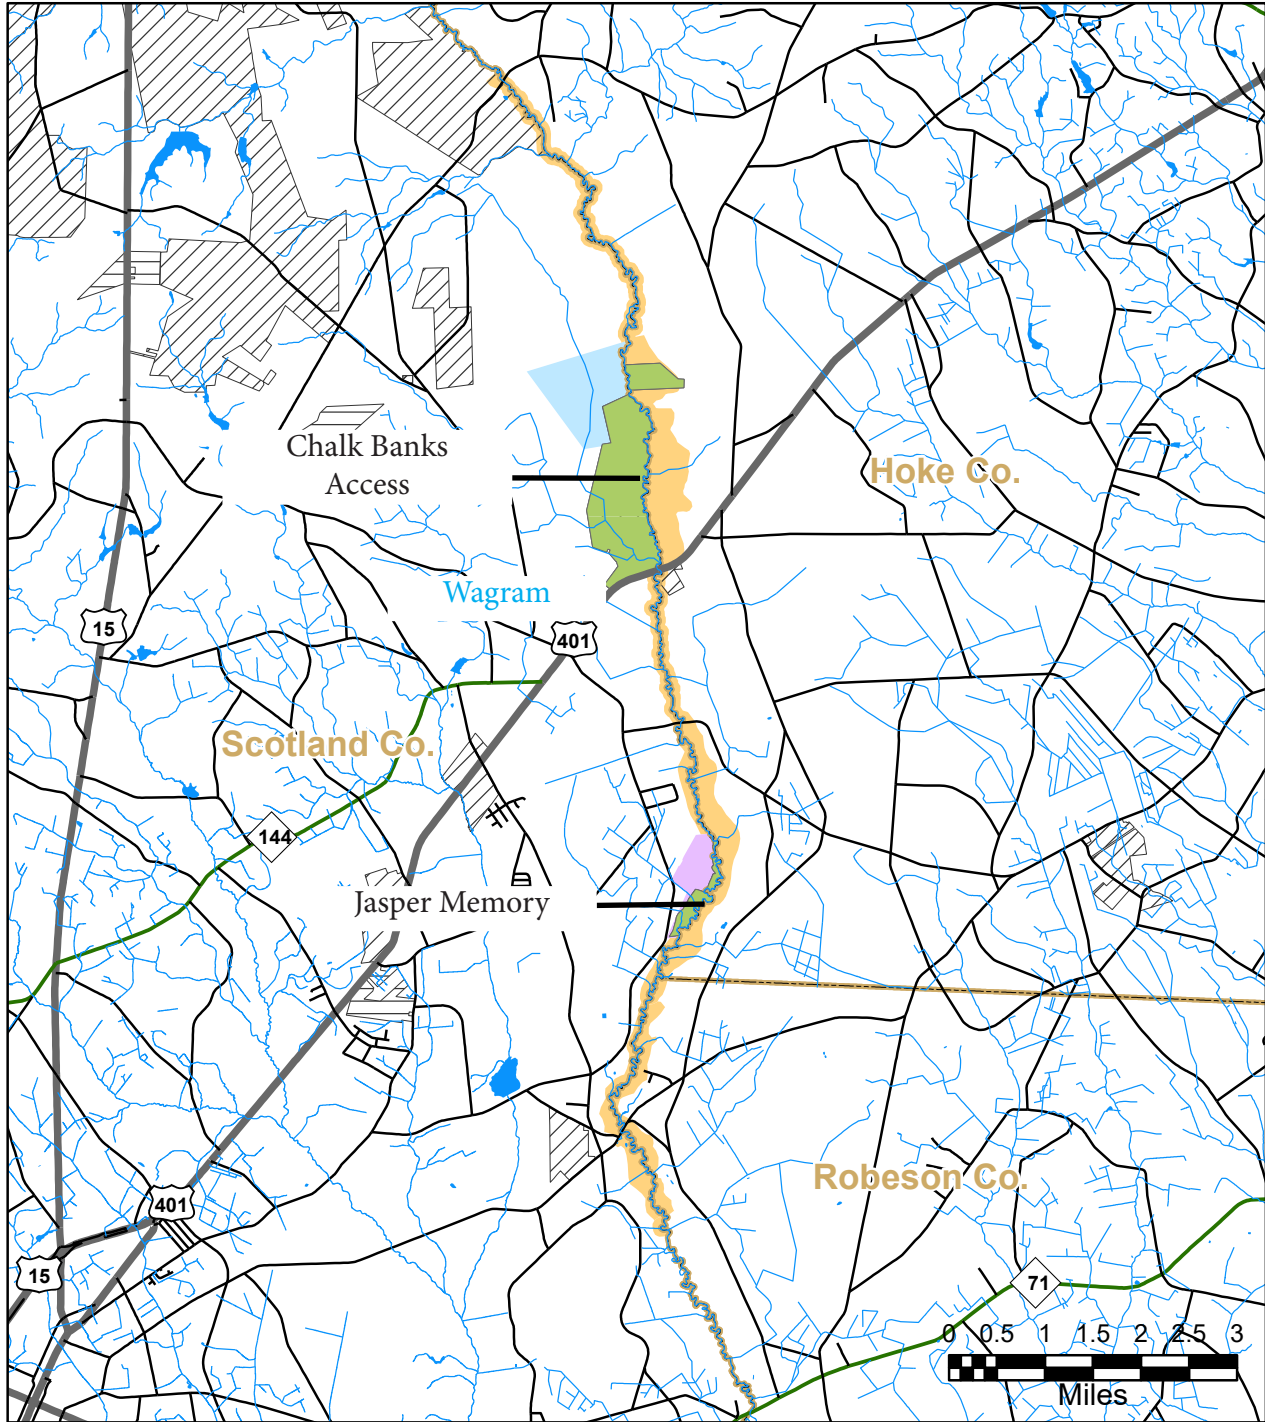 Chalk Banks
Access
Hoke Co.
Wagram
15
401
Scotland Co.
144
Jasper Memory
Robeson Co.
401
15
71
0 0.5 1 1.5 2 2.5 3
Miles